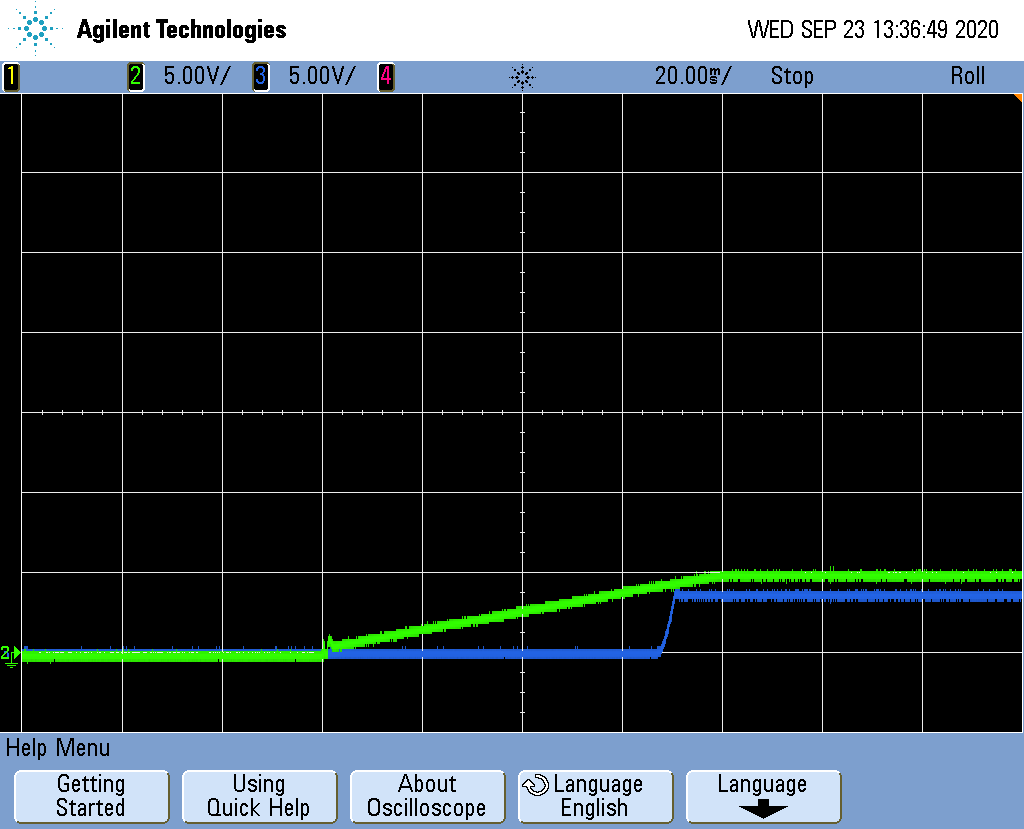 Agilent Technologies
WED SEP 23 13:36:49 2020
1 2 5.00V/ 3 5.00V/ 4 20.00ms/ Stop Roll
2
Help Menu
Getting Started
Using Quick Help
About Oscilloscope
Language English
Language